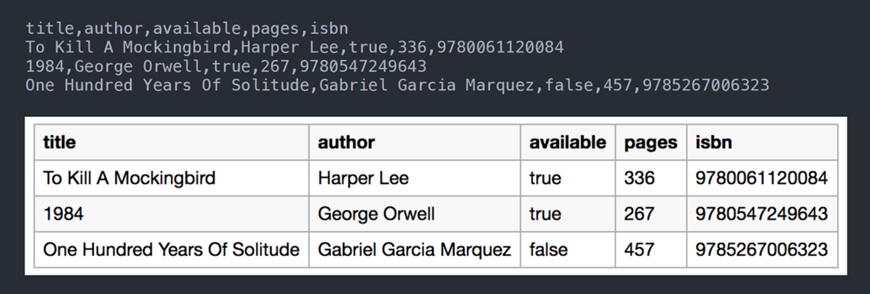 title,author,available,pages,isbn
To Kill A Mockingbird,Harper Lee,true,336,9780061120084
1984,George Orwell,true,267,9780547249643
One Hundred Years Of Solitude,Gabriel Garcia Marquez,false,457,9785267006323
title author available pages isbn
To Kill A Mockingbird Harper Lee true 336 9780061120084
1984 George Orwell true 267 9780547249643
One Hundred Years Of Solitude Gabriel Garcia Marquez false 457 9785267006323